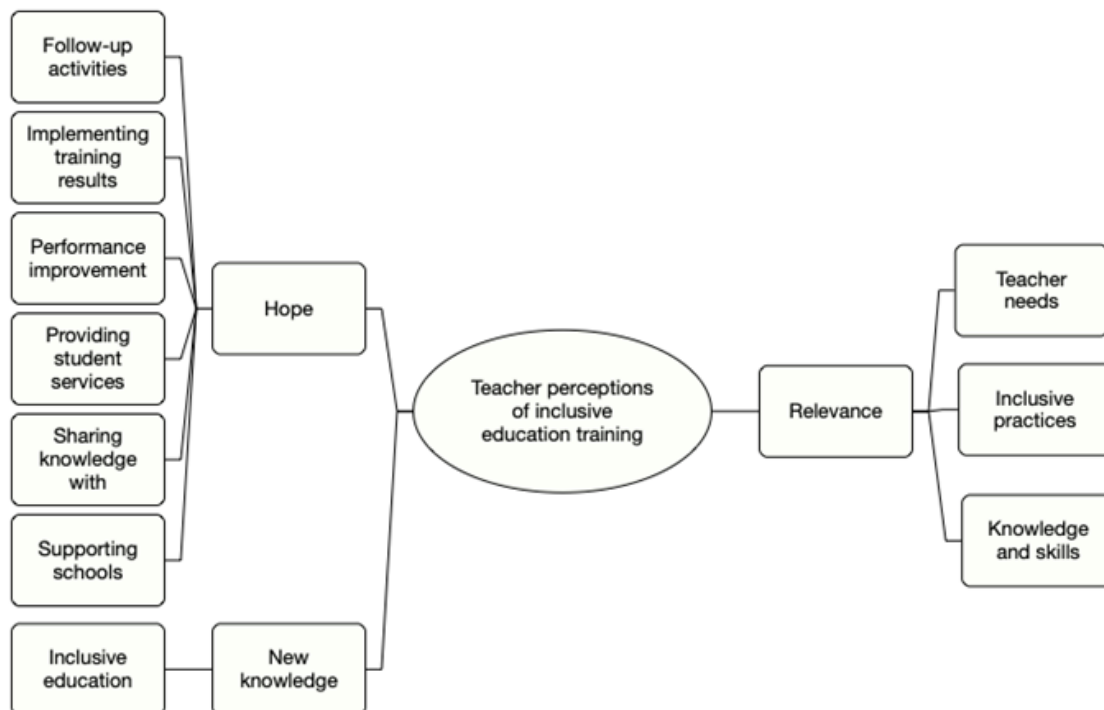 Follow-up
activities
Implementing
training
results
Performance
improvement
Providing
student
services
Sharing
knowledge
with
Supporting
schools
Inclusive
education
Hope
New
knowledge
Teacher perceptions
of inclusive
education training
Relevance
Teacher
needs
Inclusive
practices
Knowledge
and skills